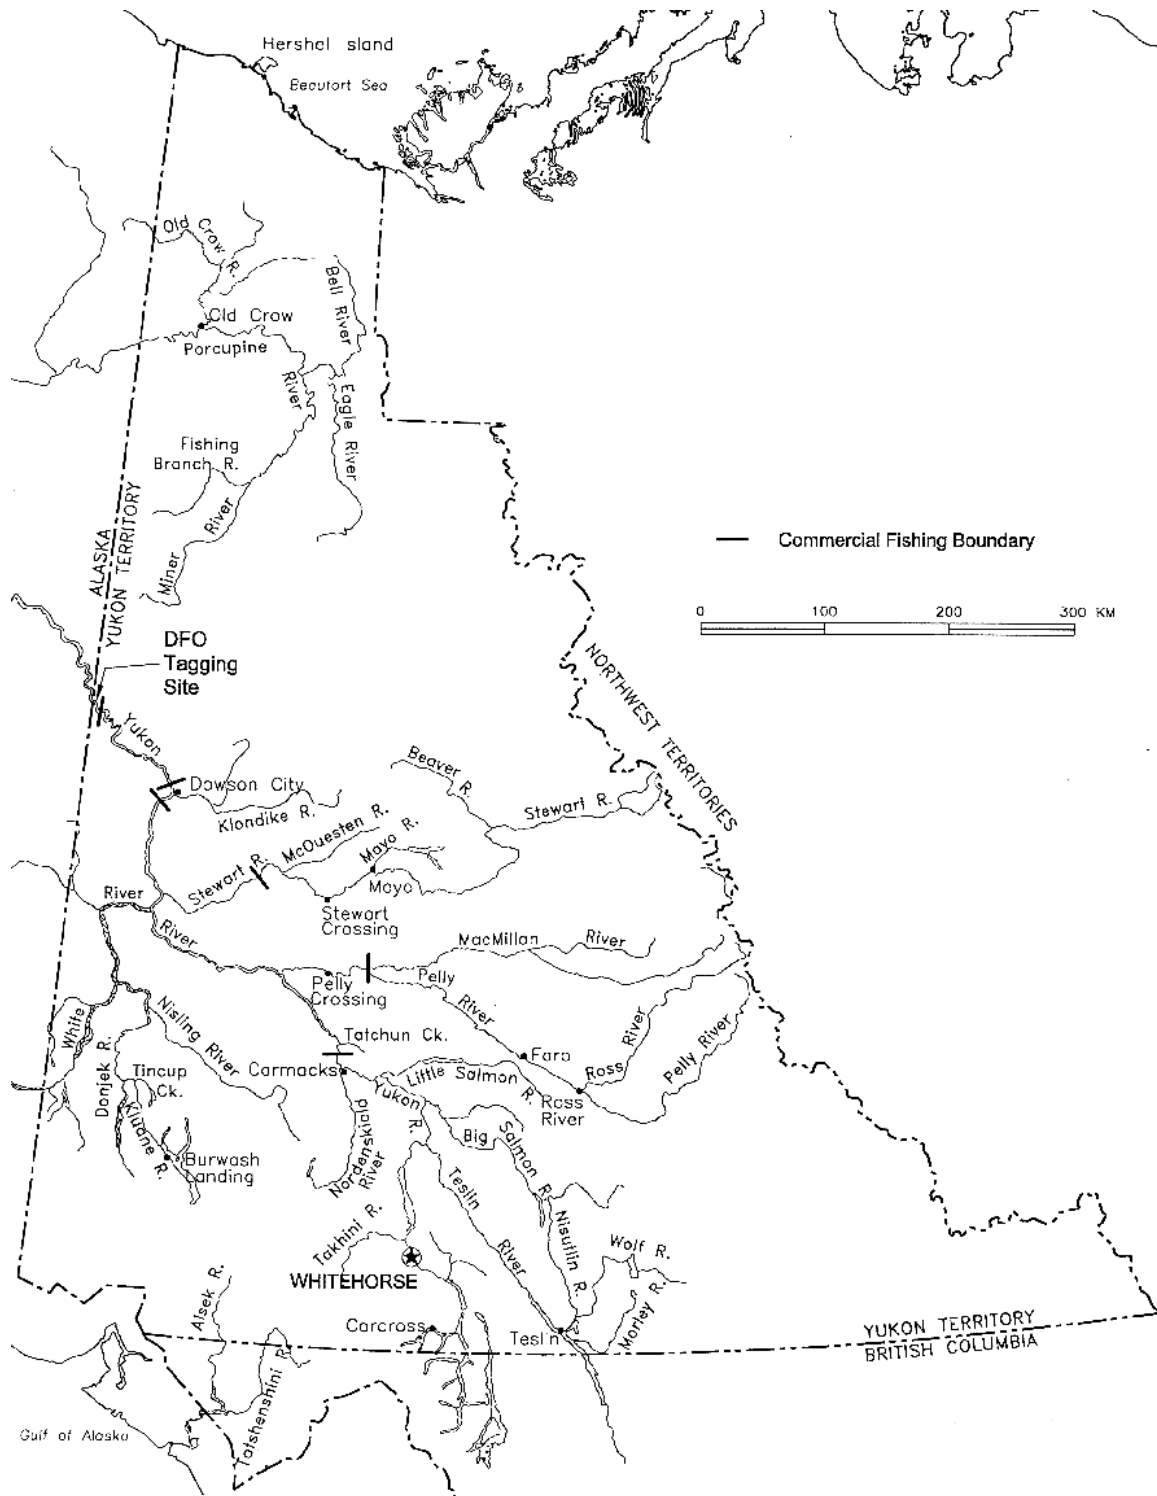 Hershel Island
Beaufort Sea
Old Crow R.
Bell River
Old Crow
Porcupine
River
Eagle River
Fishing
Branch R.
River
Miner
ALASKA
YUKON TERRITORY
Commercial Fishing Boundary
0 100 200 300 KM
DFO
Tagging
Site
NORTHWEST TERRITORIES
Yukon
Dawson City
Klondike R.
Beaver R.
Stewart R.
McQuesten R.
Mayo R.
Stewart R.
Mayo
River
Stewart
Crossing
River
MacMillan River
Pelly
Crossing
Pelly
River
White
Nisling River
Tatchun Ck.
Faro
Ross River
Pelly River
Donjek R.
Tincup
Ck.
Carmacks
Little Salmon R.
Yukon R.
Ross
River
Kluane R.
Burwash
Landing
Nordenskiold
River
Big Salmon R.
Teslin River
Takhini R.
Nisutlin R.
Wolf R.
WHITEHORSE
Morley R.
Alsek R.
Carcross
Teslin
YUKON TERRITORY
BRITISH COLUMBIA
Tatshenshini R.
Gulf of Alaska